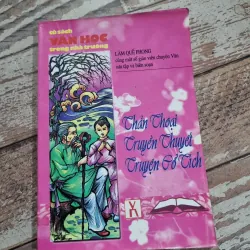 tủ sách
VĂN HỌC
trong nhà trường
LÂM QUẾ PHONG
cùng một số giáo viên chuyên Văn
sưu tập và biên soạn
Thần Thoại
Truyền Thuyết
Truyện Cổ Tích